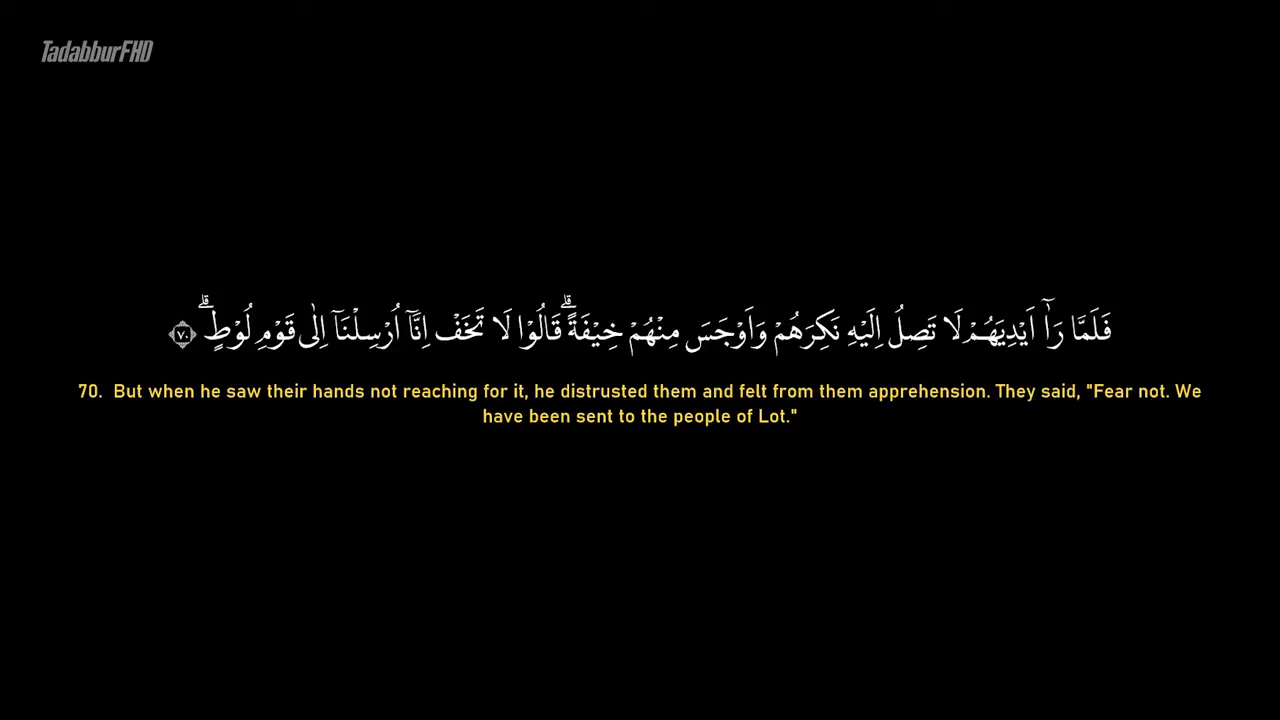 TadabburFHD
فَلَمَّا رَآٰ اَيْدِيَهُمْ لَا تَصِلُ اِلَيْهِ نَكِرَهُمْ وَاَوْجَسَ مِنْهُمْ خِيْفَةً ۗقَالُوْا لَا تَخَفْ اِنَّآ اُرْسِلْنَآ اِلٰى قَوْمِ لُوْطٍۗ ٧٠
70. But when he saw their hands not reaching for it, he distrusted them and felt from them apprehension. They said, "Fear not. We
have been sent to the people of Lot."